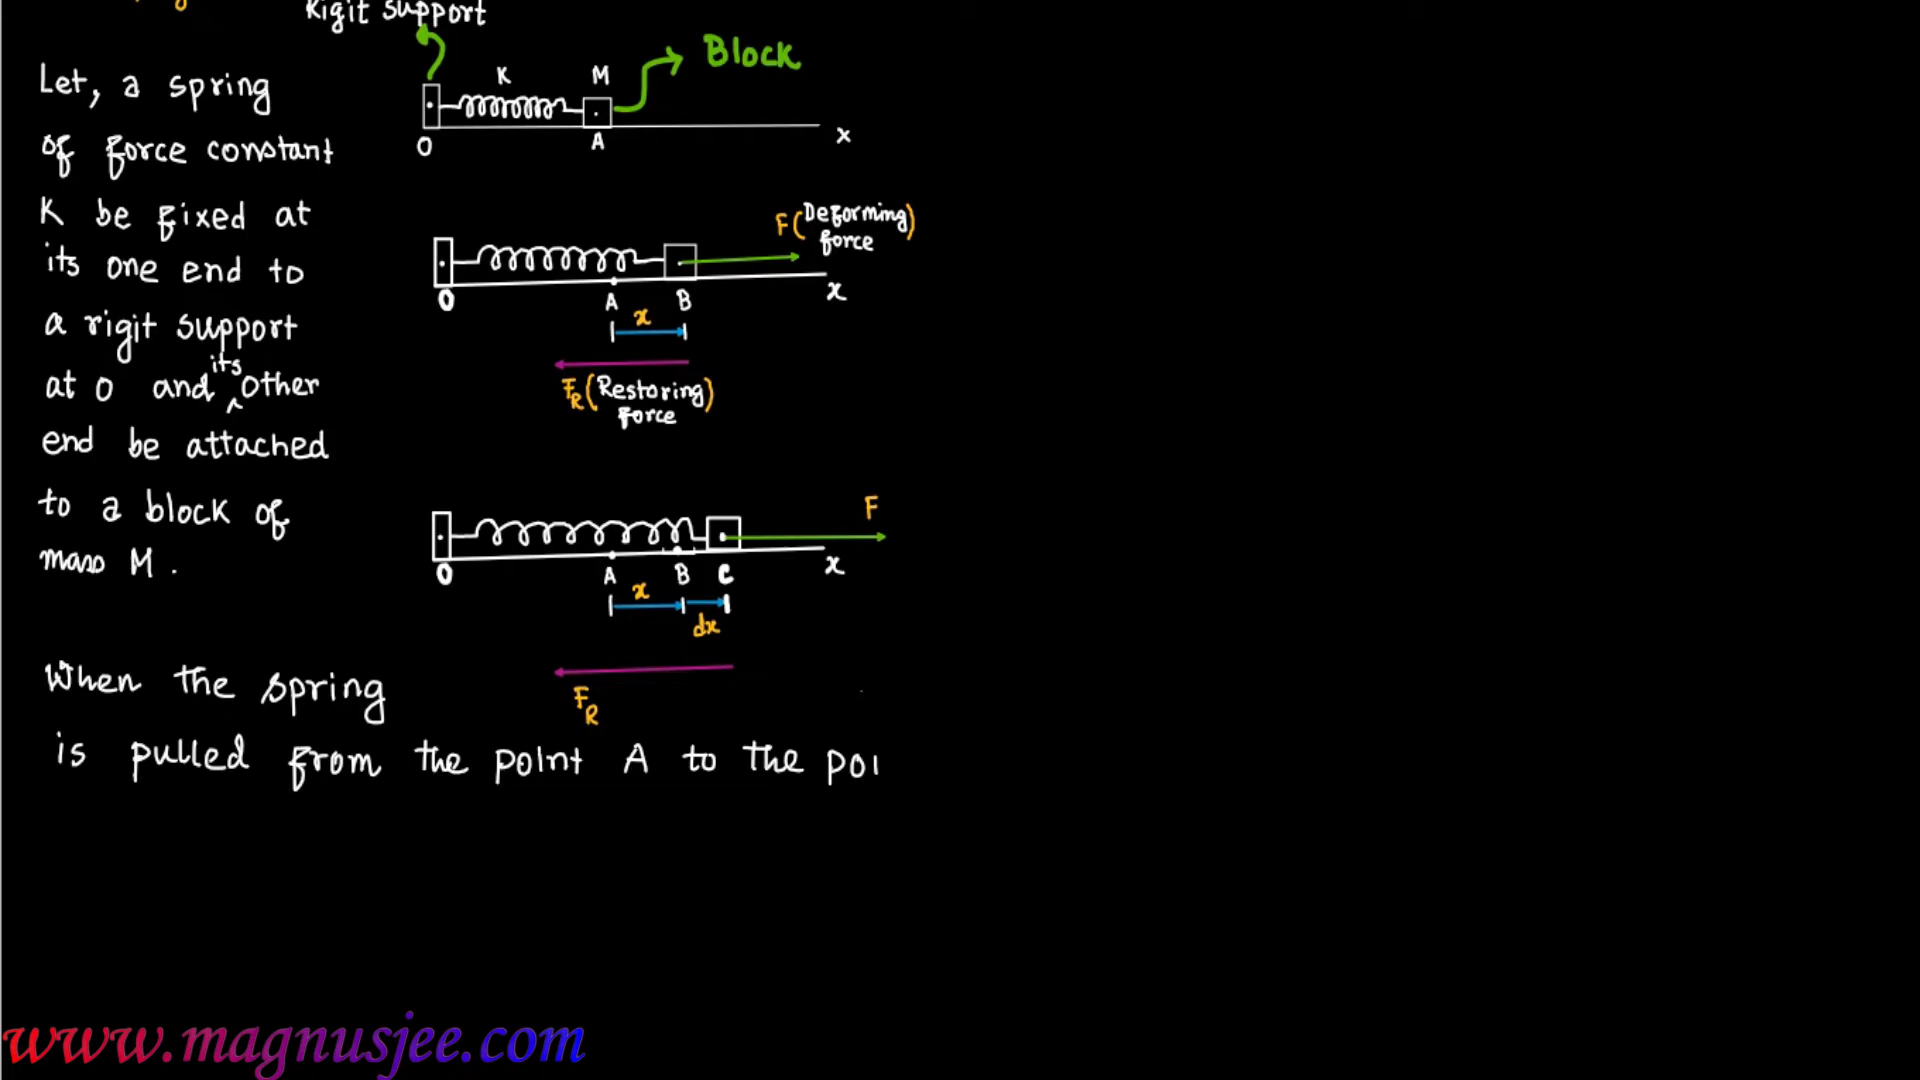 Rigit support
Block
K M
O A x
Let, a spring
of force constant
K be fixed at
its one end to
a rigit support
at O and its other
end be attached
to a block of
mass M.
F (Deforming force)
O A B x
x
FR (Restoring force)
F
O A B C x
x dx
FR
When the spring
is pulled from the point A to the poi
www.magnusjee.com